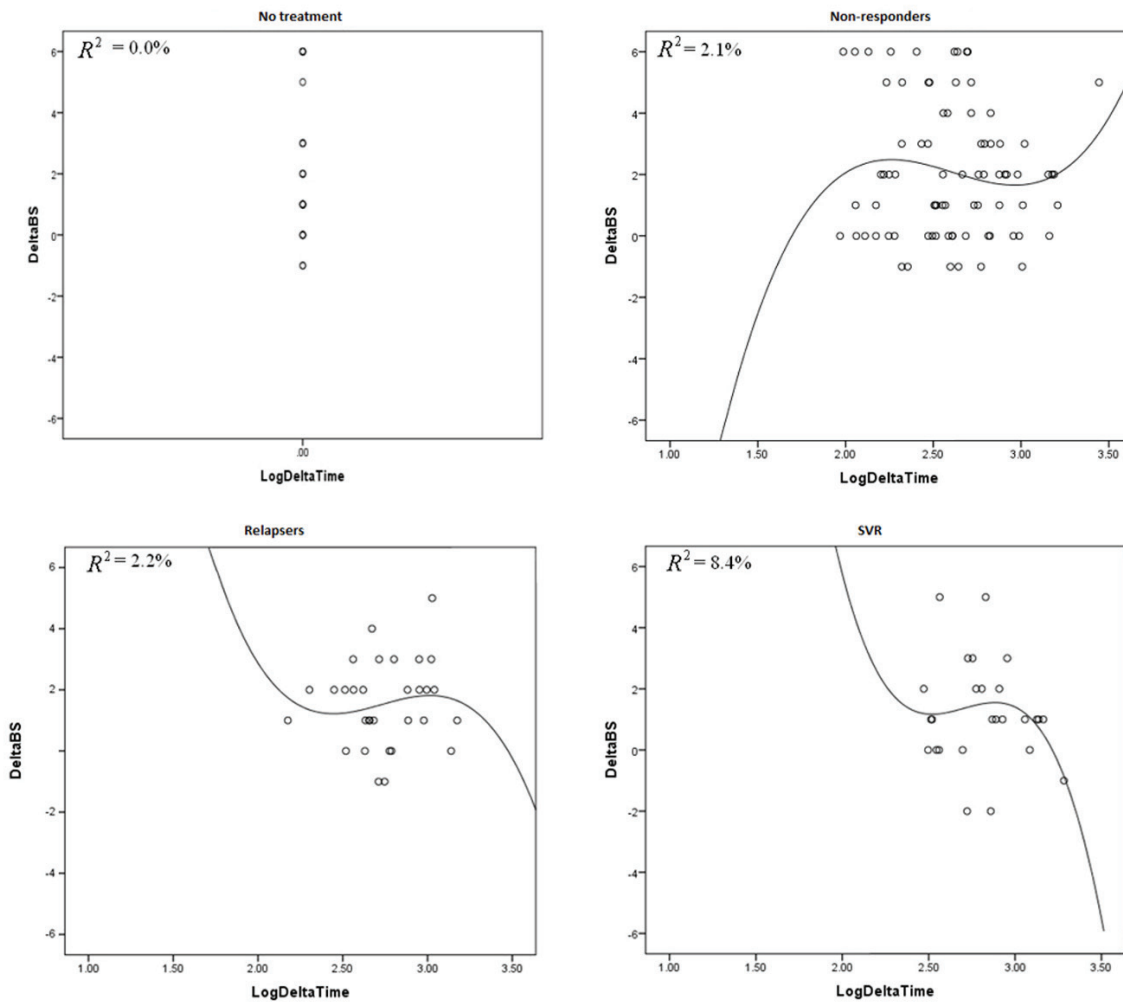 No treatment
R² = 0.0%
6
4
2
0
-2
-4
-6
DeltaBS
.00
LogDeltaTime
Non-responders
R² = 2.1%
6
4
2
0
-2
-4
-6
DeltaBS
1.00 1.50 2.00 2.50 3.00 3.50
LogDeltaTime
Relapsers
R² = 2.2%
6
4
2
-2
-4
-6
DeltaBS
1.00 1.50 2.00 2.50 3.00 3.50
LogDeltaTime
SVR
R² = 8.4%
6
4
2
0
-2
-4
-6
DeltaBS
1.00 1.50 2.00 2.50 3.00 3.50
LogDeltaTime